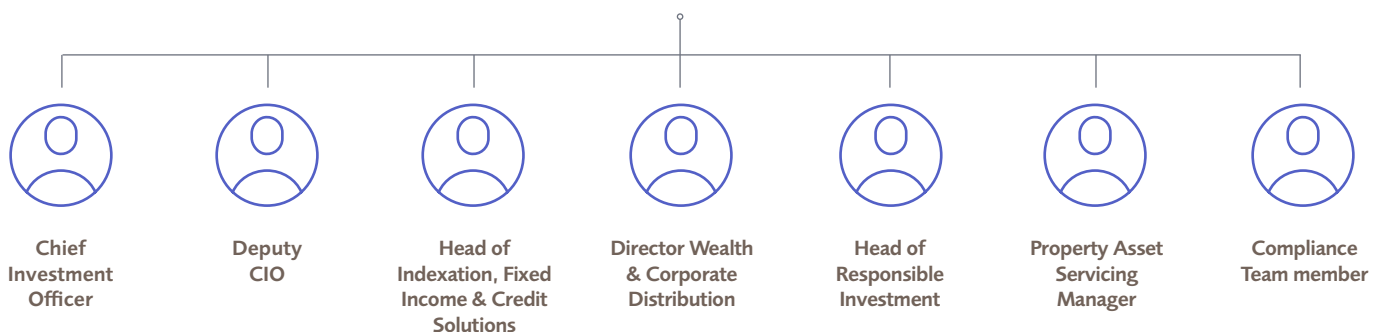 Chief
Investment
Officer
Deputy
CIO
Head of
Indexation, Fixed
Income & Credit
Solutions
Director Wealth
& Corporate
Distribution
Head of
Responsible
Investment
Property Asset
Servicing
Manager
Compliance
Team member